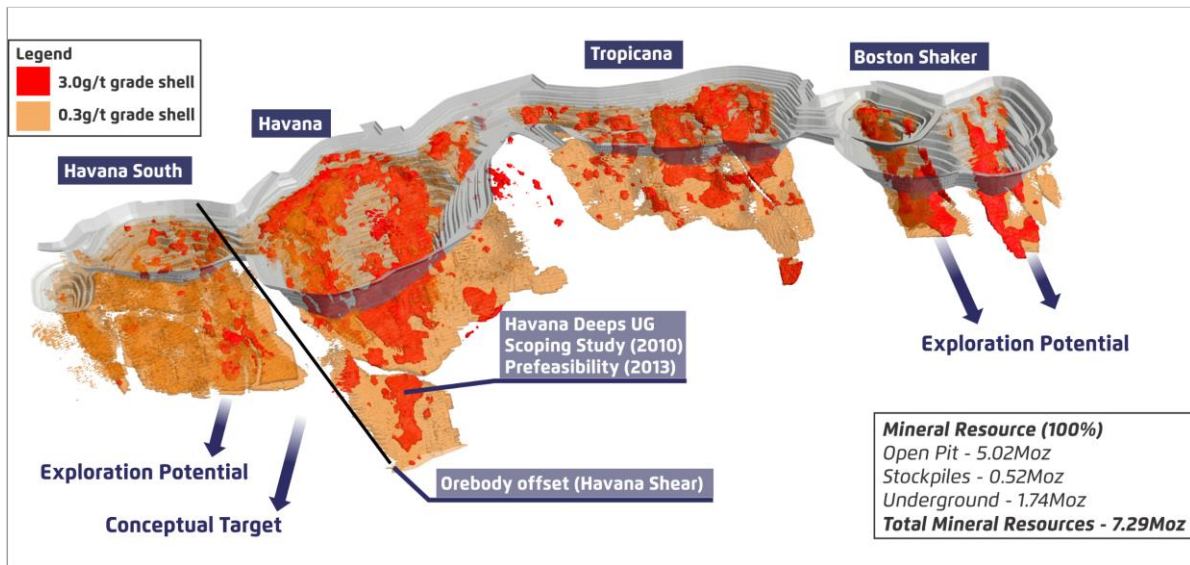 Legend
3.0g/t grade shell
0.3g/t grade shell
Havana South
Havana
Tropicana
Boston Shaker
Havana Deeps UG
Scoping Study (2010)
Prefeasibility (2013)
Exploration Potential
Orebody offset (Havana Shear)
Exploration Potential
Conceptual Target
Mineral Resource (100%)
Open Pit - 5.02Moz
Stockpiles - 0.52Moz
Underground - 1.74Moz
Total Mineral Resources - 7.29Moz